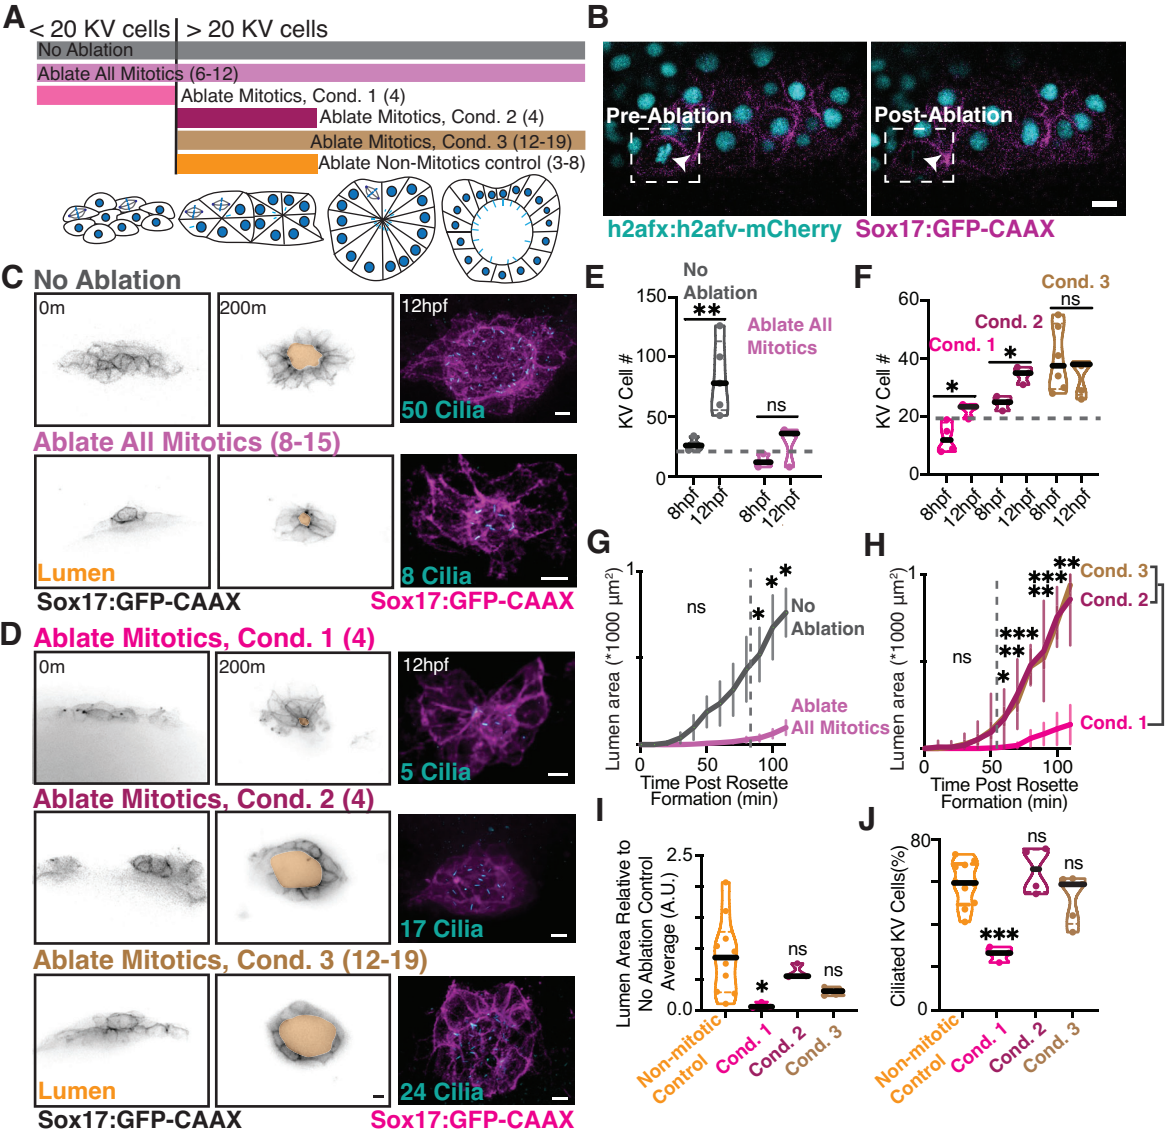 A
< 20 KV cells
> 20 KV cells
No Ablation
Ablate All Mitotics (6-12)
Ablate Mitotics, Cond. 1 (4)
Ablate Mitotics, Cond. 2 (4)
Ablate Mitotics, Cond. 3 (12-19)
Ablate Non-Mitotics control (3-8)
B
Pre-Ablation
Post-Ablation
h2afx:h2afv-mCherry
Sox17:GFP-CAAX
C
No Ablation
0m
200m
12hpf
50 Cilia
Ablate All Mitotics (8-15)
Lumen
8 Cilia
Sox17:GFP-CAAX
Sox17:GFP-CAAX
D
Ablate Mitotics, Cond. 1 (4)
0m
200m
12hpf
5 Cilia
Ablate Mitotics, Cond. 2 (4)
17 Cilia
Ablate Mitotics, Cond. 3 (12-19)
Lumen
24 Cilia
Sox17:GFP-CAAX
Sox17:GFP-CAAX
E
No
Ablation
Ablate All
Mitotics
**
ns
KV Cell #
150
100
50
0
8hpf
12hpf
8hpf
12hpf
F
Cond. 1
Cond. 2
Cond. 3
*
*
ns
KV Cell #
60
40
20
0
8hpf
12hpf
8hpf
12hpf
8hpf
12hpf
G
Lumen area (*1000 µm²)
1
0
ns
*
*
*
No
Ablation
Ablate
All Mitotics
0
50
100
Time Post Rosette
Formation (min)
H
Lumen area (*1000 µm²)
1
0
ns
*
**
***
**
***
**
Cond. 3
Cond. 2
Cond. 1
0
50
100
Time Post Rosette
Formation (min)
I
Lumen Area Relative to
No Ablation Control
Average (A.U.)
2.5
0.0
*
ns
ns
Non-mitotic
Control
Cond. 1
Cond. 2
Cond. 3
J
Ciliated KV Cells(%)
80
0
***
ns
ns
Non-mitotic
Control
Cond. 1
Cond. 2
Cond. 3